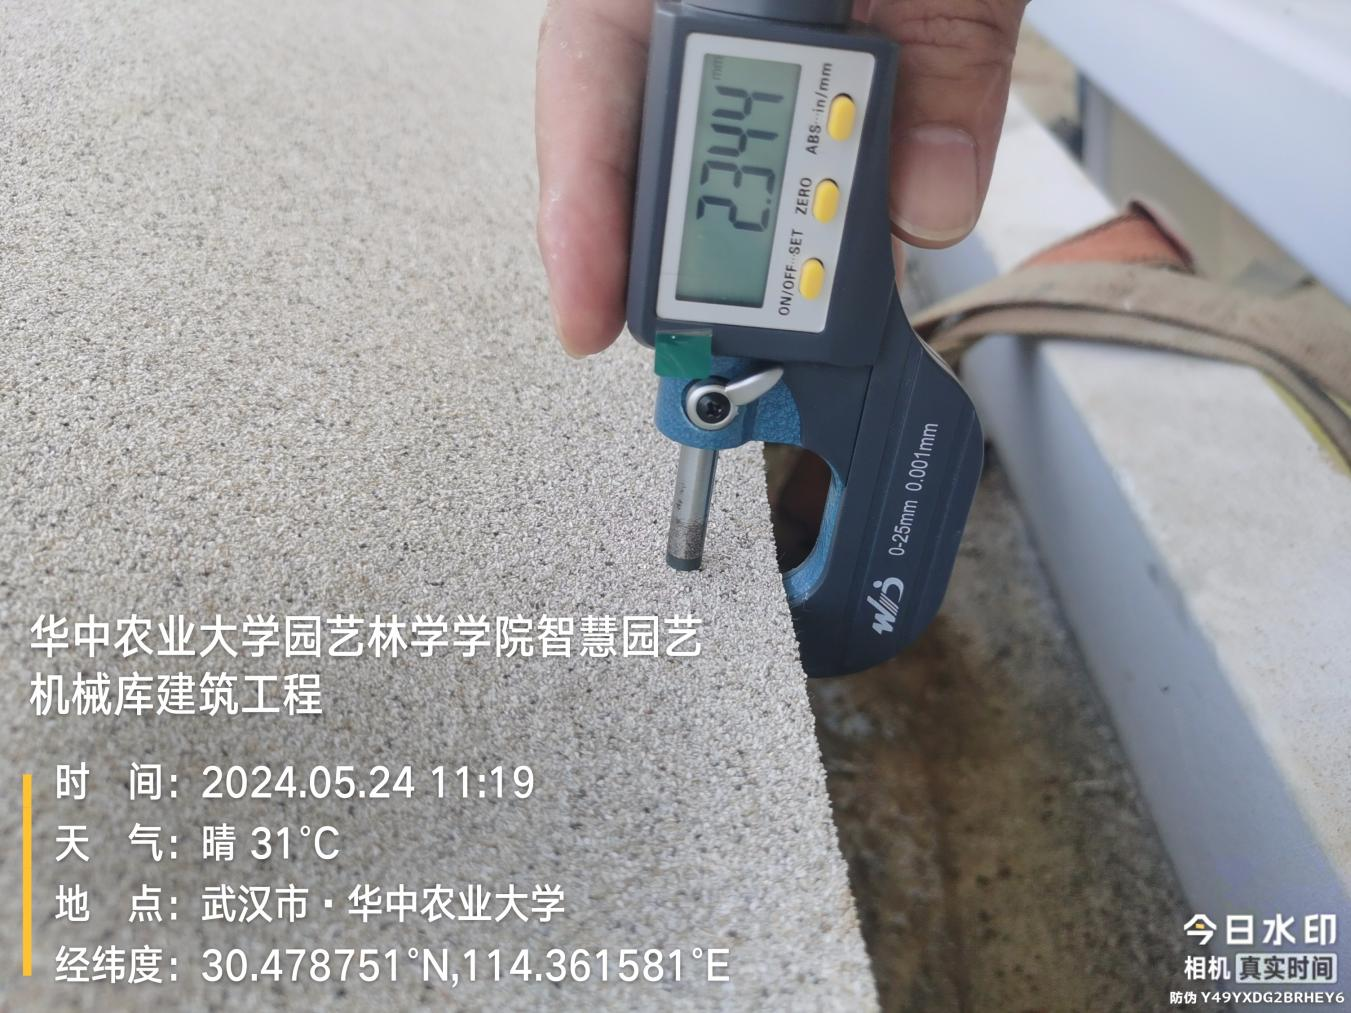 mm
2.344
ABS···in/mm
ZERO
ON/OFF···SET
0-25mm 0.001mm
华中农业大学园艺林学学院智慧园艺
机械库建筑工程
时 间：2024.05.24 11:19
天 气：晴 31°C
地 点：武汉市·华中农业大学
经纬度：30.478751°N,114.361581°E
今日水印
相机 真实时间
防伪 Y49YXDG2BRHEY6